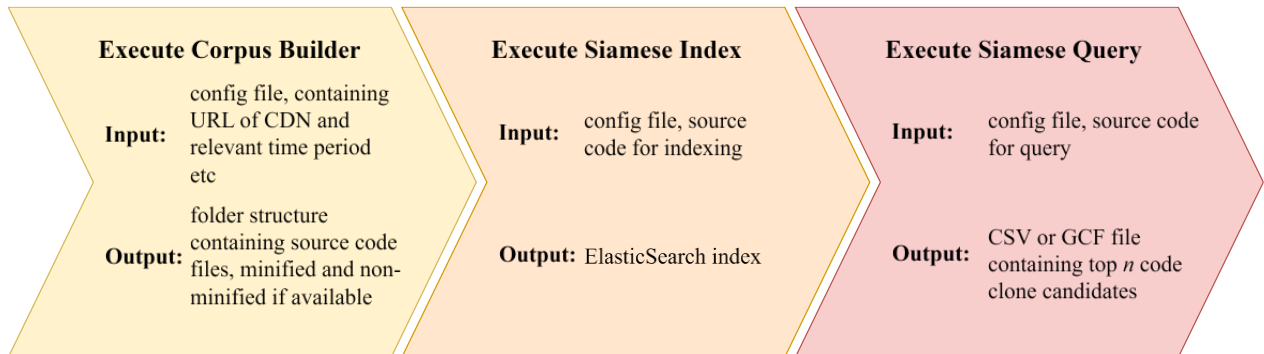 Execute Corpus Builder
Input:
config file, containing
URL of CDN and
relevant time period
etc
Output:
folder structure
containing source code
files, minified and non-
minified if available
Execute Siamese Index
Input:
config file, source
code for indexing
Output:
ElasticSearch index
Execute Siamese Query
Input:
config file, source code
for query
Output:
CSV or GCF file
containing top n code
clone candidates